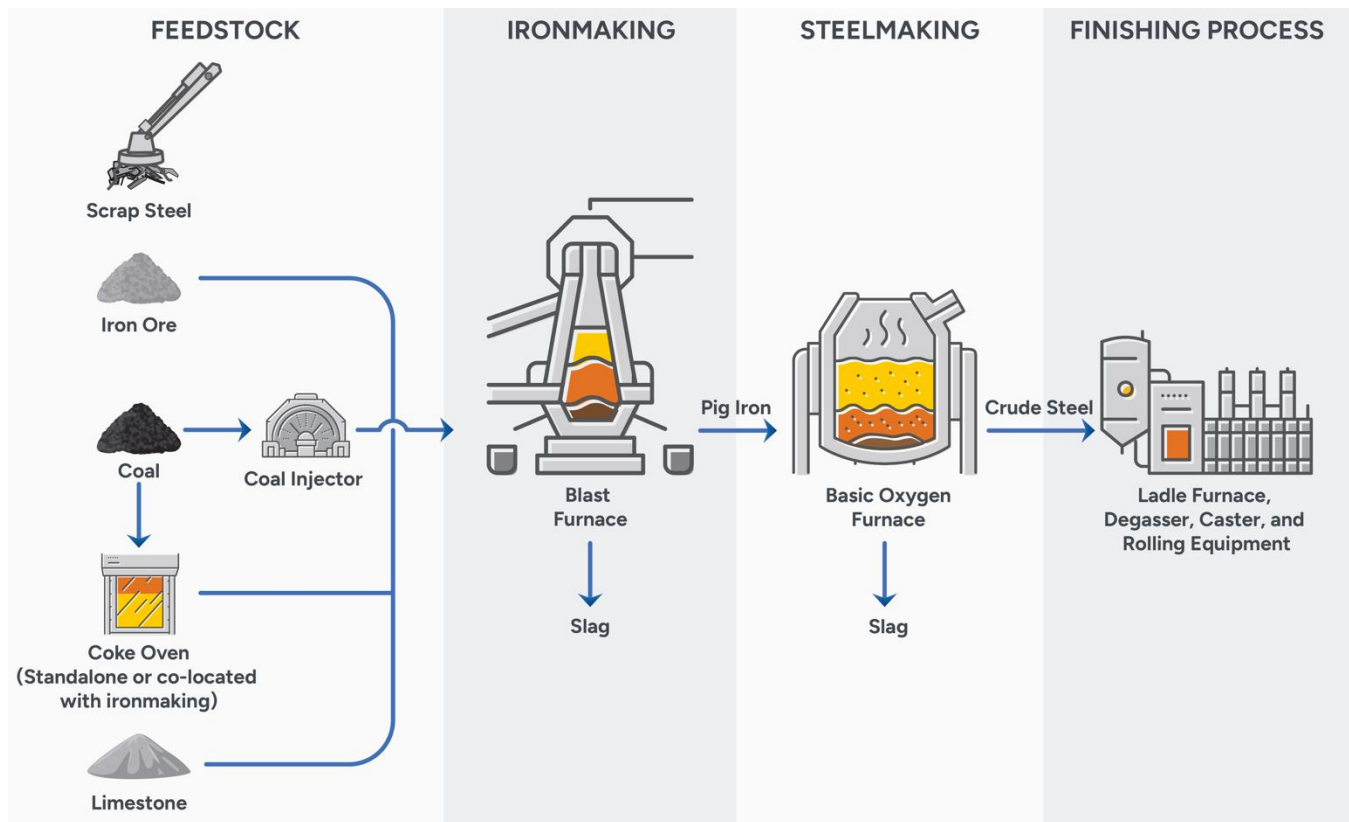 FEEDSTOCK
IRONMAKING
STEELMAKING
FINISHING PROCESS
Scrap Steel
Iron Ore
Coal
Coal Injector
Coke Oven
(Standalone or co-located
with ironmaking)
Limestone
Blast
Furnace
Slag
Pig Iron
Basic Oxygen
Furnace
Slag
Crude Steel
Ladle Furnace,
Degasser, Caster, and
Rolling Equipment